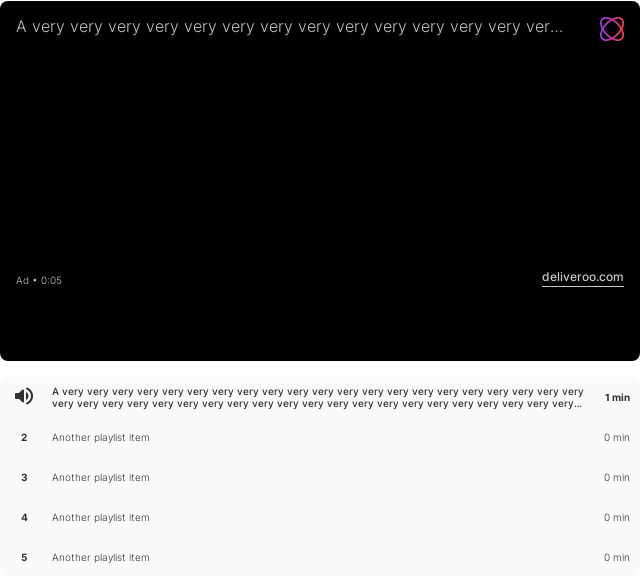 A very very very very very very very very very very very very very ver...
Ad • 0:05
deliveroo.com
A very very very very very very very very very very very very very very very very very very very very very
very very very very very very very very very very very very very very very very very very very very very...
1 min
2 Another playlist item 0 min
3 Another playlist item 0 min
4 Another playlist item 0 min
5 Another playlist item 0 min